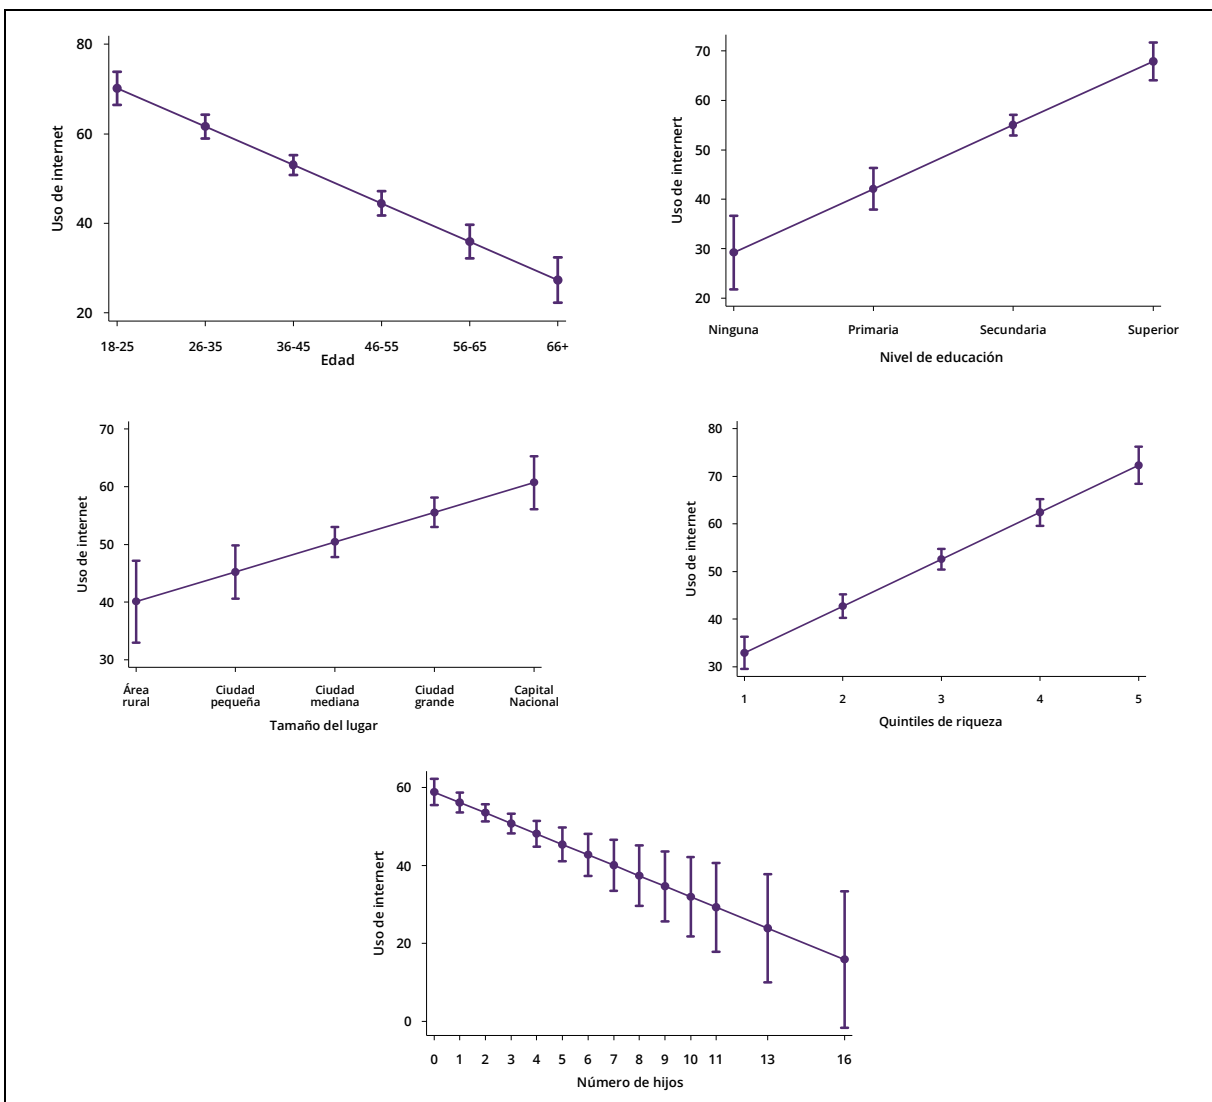 80
60
40
20
Uso de internet
18-25 26-35 36-45 46-55 56-65 66+
Edad
70
60
50
40
30
20
Uso de internert
Ninguna Primaria Secundaria Superior
Nivel de educación
70
60
50
40
30
Uso de internet
Área Ciudad Ciudad Ciudad Capital
rural pequeña mediana grande Nacional
Tamaño del lugar
80
70
60
50
40
30
Uso de internet
1 2 3 4 5
Quintiles de riqueza
60
40
20
0
Uso de internert
0 1 2 3 4 5 6 7 8 9 10 11 13 16
Número de hijos